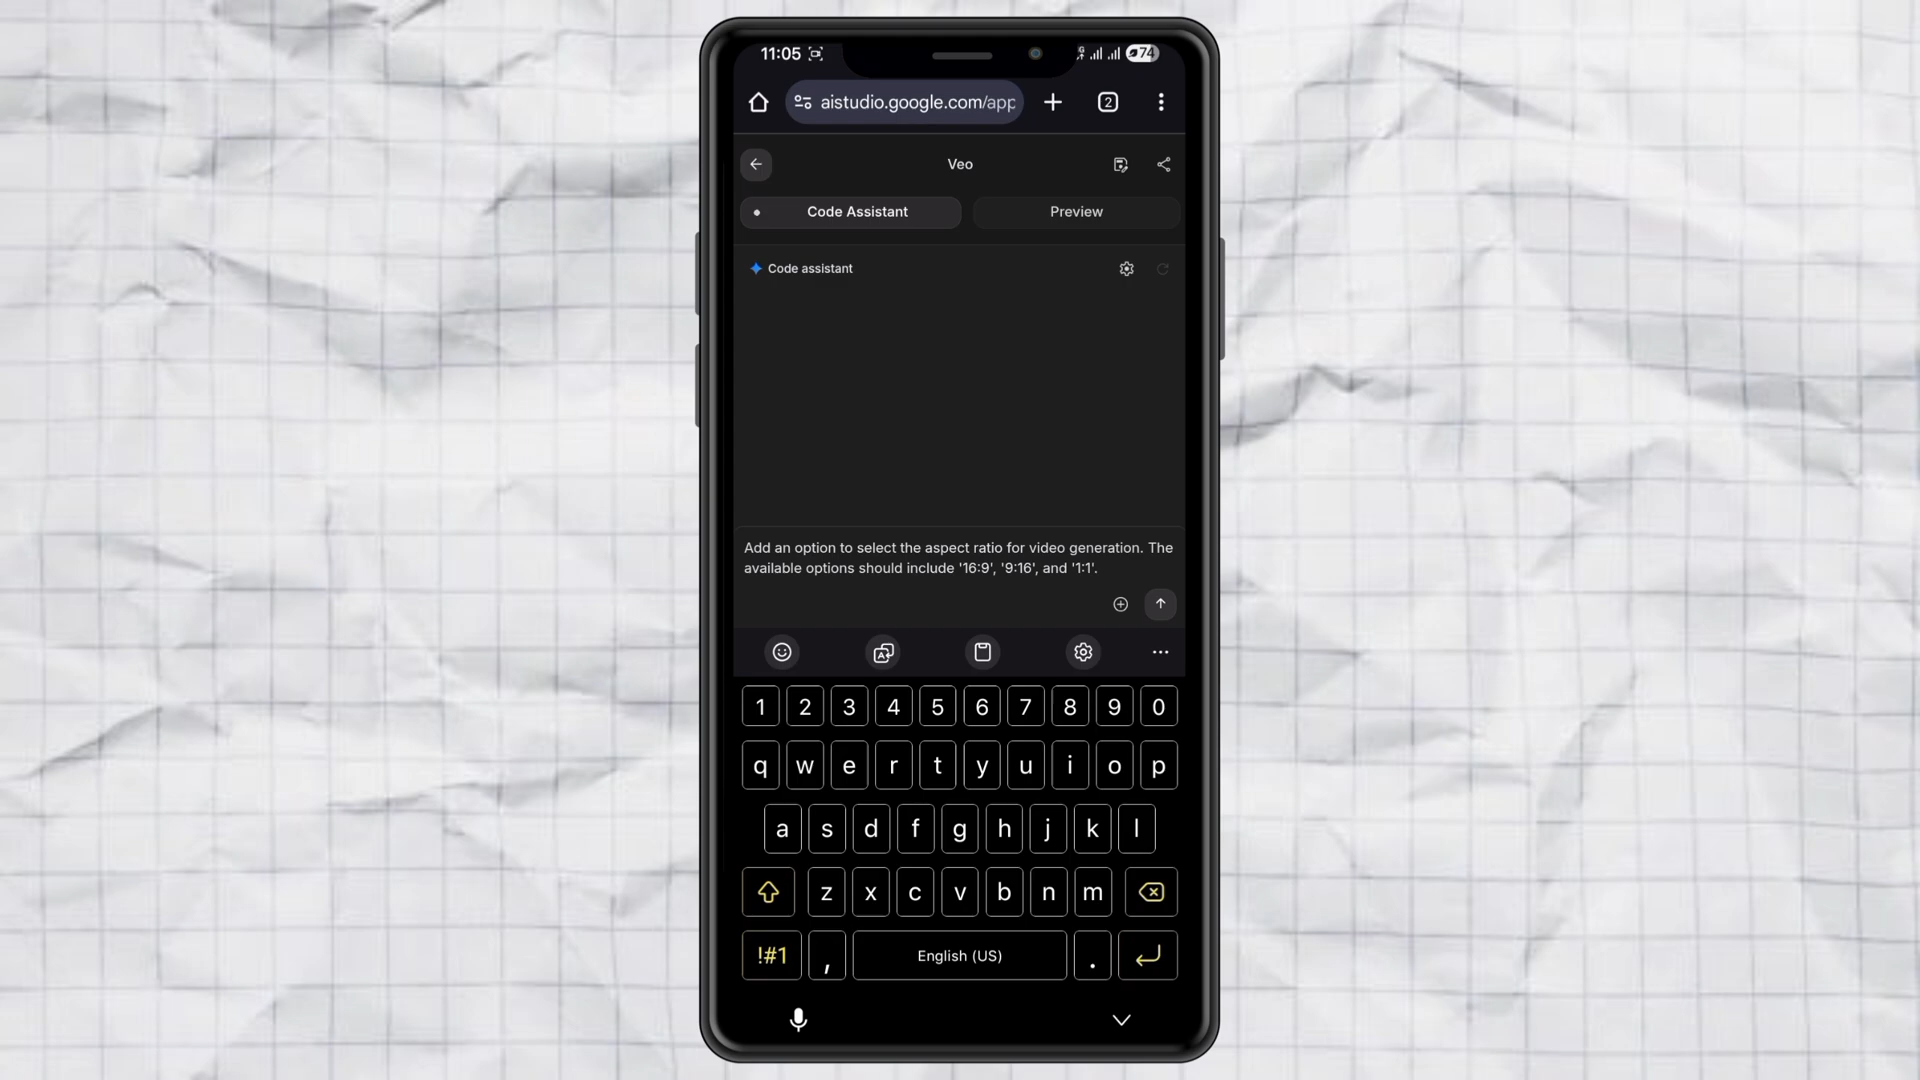 11:05
74
aistudio.google.com/app
2
Veo
Code Assistant
Preview
Code assistant
Add an option to select the aspect ratio for video generation. The
available options should include '16:9', '9:16', and '1:1'.
1 2 3 4 5 6 7 8 9 0
q w e r t y u i o p
a s d f g h j k l
z x c v b n m
!#1 , English (US) .